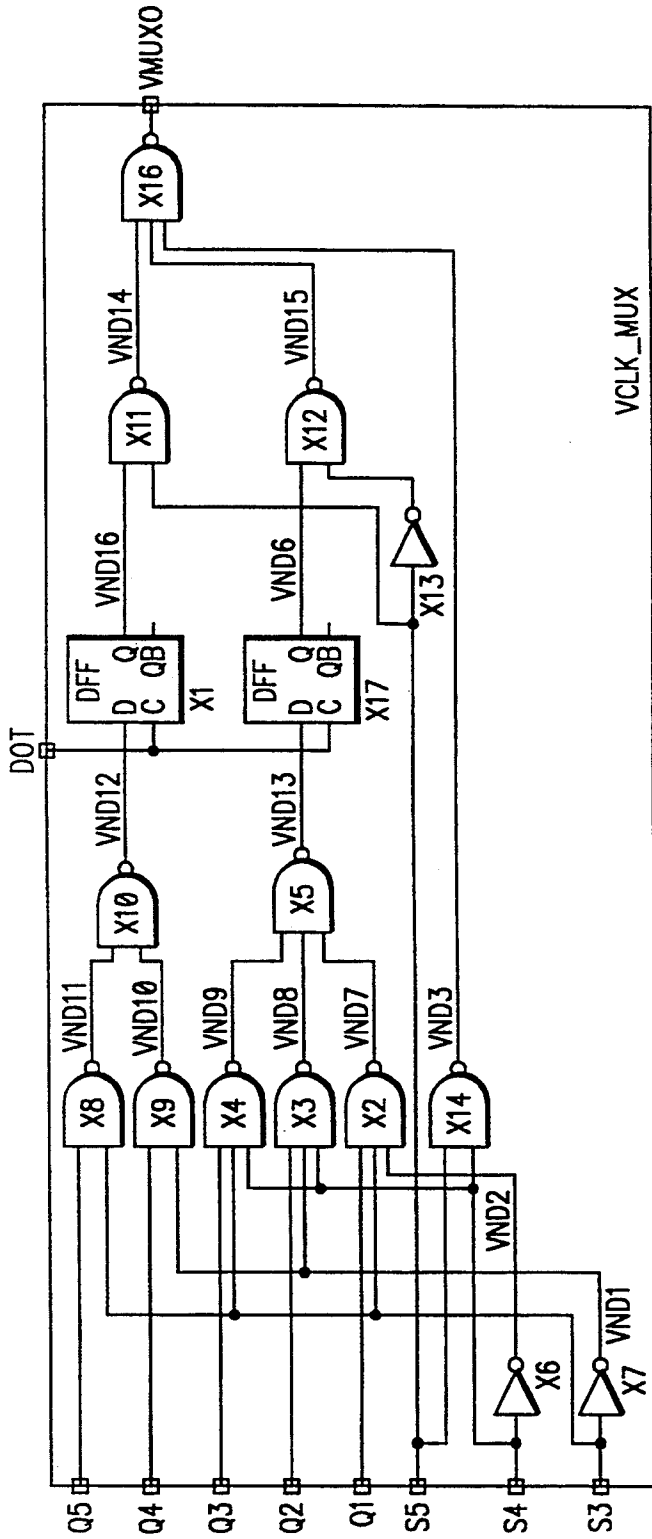 DOT
VMUX0
Q5
Q4
Q3
Q2
Q1
S5
S4
S3
X8
X9
X4
X3
X2
X14
X6
X7
VND11
VND10
VND9
VND8
VND7
VND3
VND2
VND1
X10
X5
VND12
VND13
DFF
D
Q
C
QB
X1
DFF
D
Q
C
QB
X17
VND16
VND6
X13
X11
X12
VND14
VND15
X16
VCLK_MUX